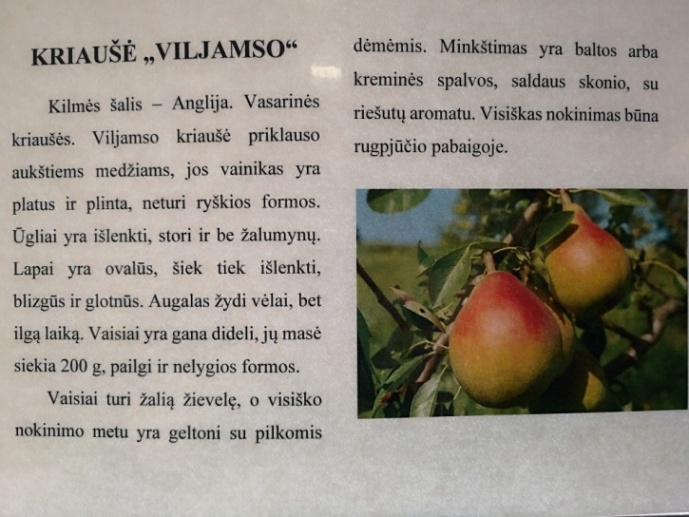 KRIAUŠĖ „VILJAMSO“
Kilmės šalis – Anglija. Vasarinės
kriaušės. Viljamso kriaušė priklauso
aukštiems medžiams, jos vainikas yra
platus ir plinta, neturi ryškios formos.
Ūgliai yra išlenkti, stori ir be žalumynų.
Lapai yra ovalūs, šiek tiek išlenkti,
blizgūs ir glotnūs. Augalas žydi vėlai, bet
ilgą laiką. Vaisiai yra gana dideli, jų masė
siekia 200 g, pailgi ir nelygios formos.
Vaisiai turi žalią žievelę, o visiško
nokinimo metu yra geltoni su pilkomis
dėmėmis. Minkštimas yra baltos arba
kreminės spalvos, saldaus skonio, su
riešutų aromatu. Visiškas nokinimas būna
rugpjūčio pabaigoje.